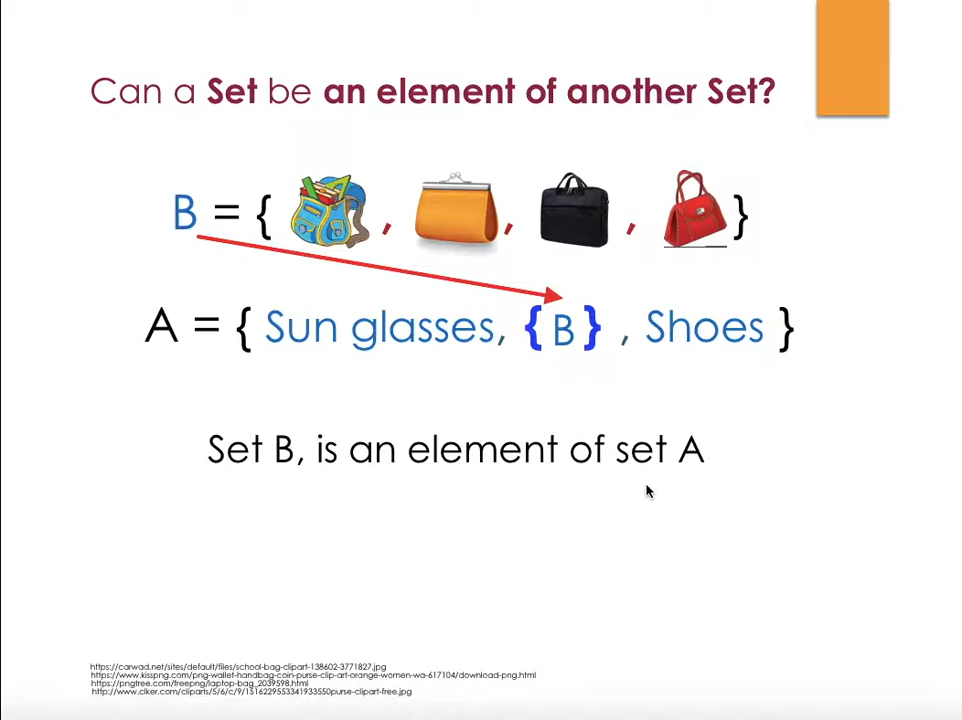 Can a Set be an element of another Set?
B = { , , , }
A = { Sun glasses, { B } , Shoes }
Set B, is an element of set A
https://carwad.net/sites/default/files/school-bag-clipart-138602-3771827.jpg
https://www.kisspng.com/png-wallet-handbag-coin-purse-clip-art-orange-women-wa-617104/download-png.html
https://pngtree.com/freepng/laptop-bag_2039598.html
http://www.clker.com/cliparts/5/6/c/9/1516229553341933550purse-clipart-free.jpg